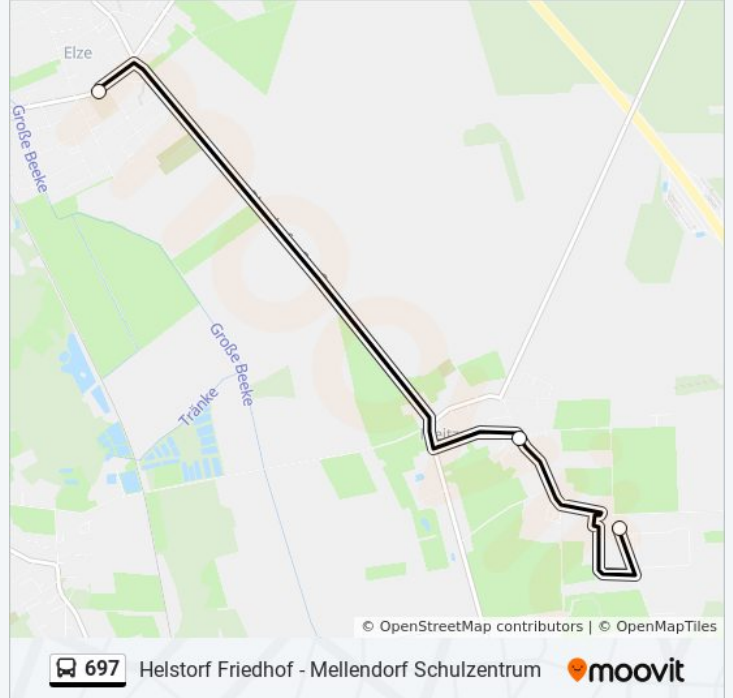 Elze
Große Beeke
Große Beeke
Tränke
© OpenStreetMap contributors | © OpenMapTiles
697 Helstorf Friedhof - Mellendorf Schulzentrum moovit